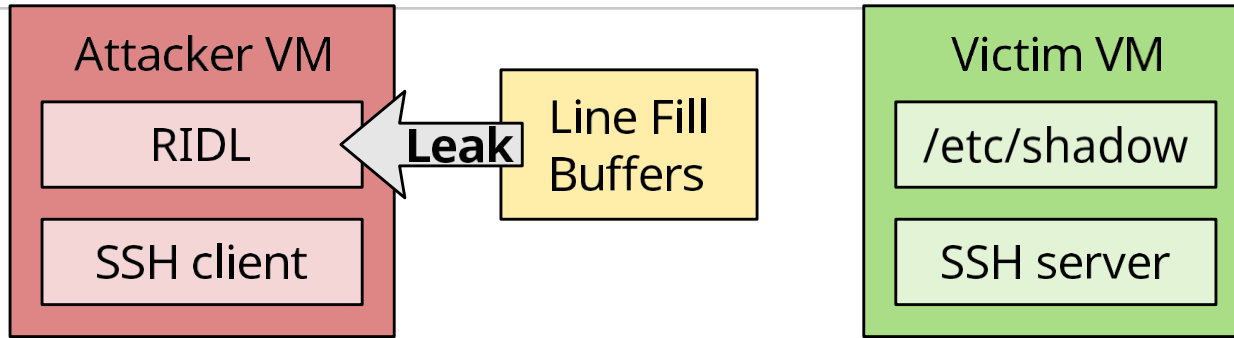 Attacker VM
RIDL
SSH client
Leak
Line Fill
Buffers
Victim VM
/etc/shadow
SSH server